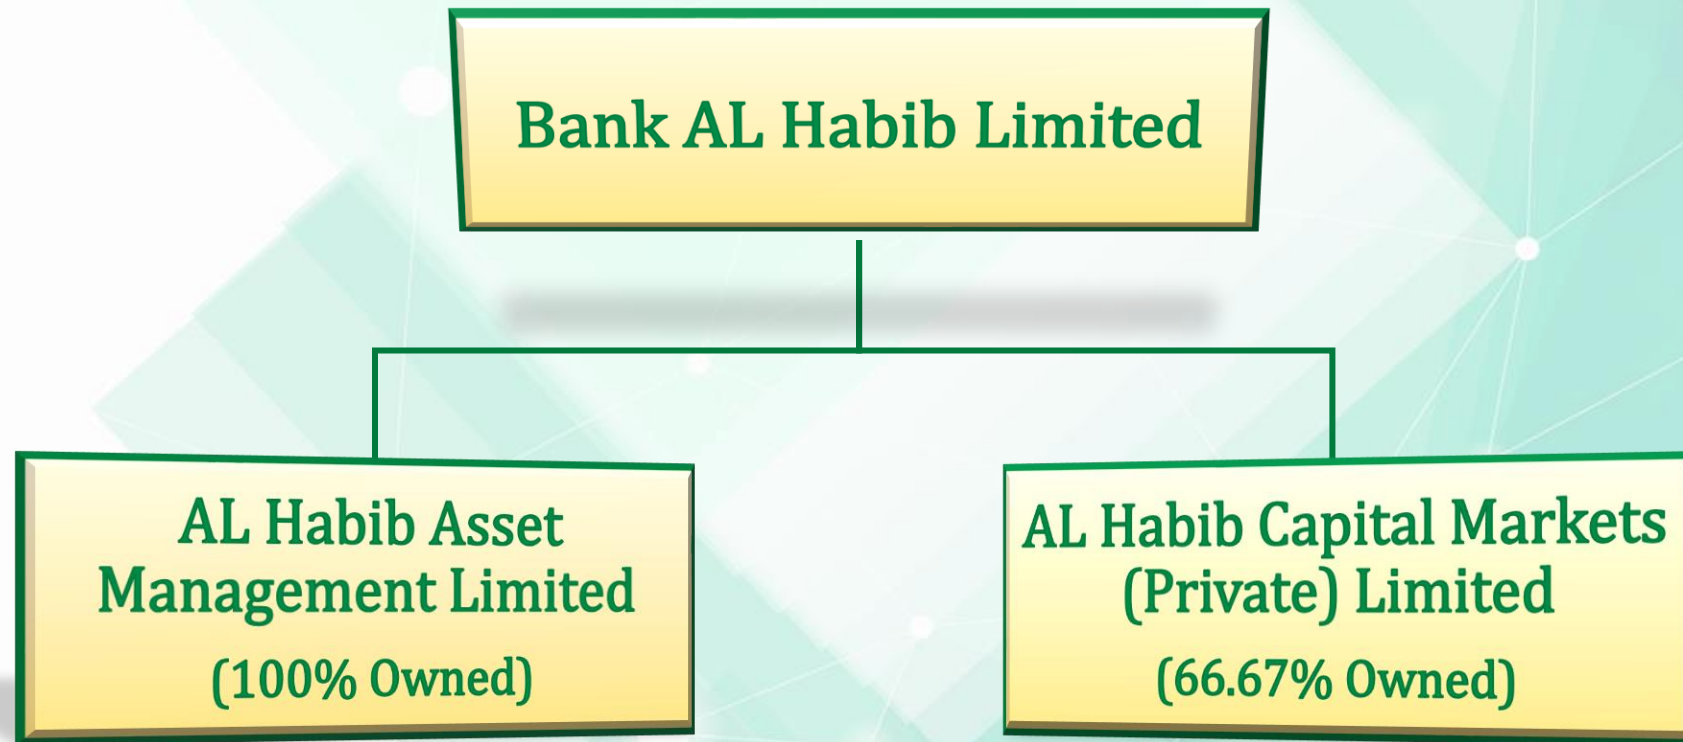 Bank AL Habib Limited
AL Habib Asset
Management Limited
(100% Owned)
AL Habib Capital Markets
(Private) Limited
(66.67% Owned)